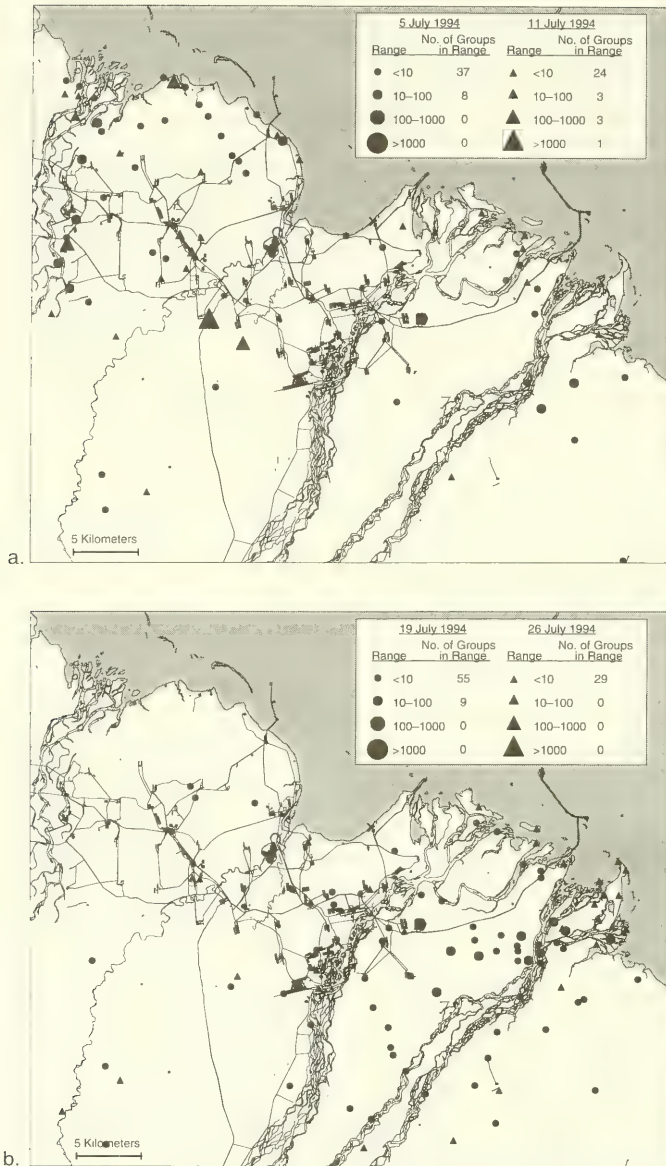 5 July 1994 11 July 1994
No. of Groups No. of Groups
Range in Range Range in Range
<10 37 <10 24
10–100 8 10–100 3
100–1000 0 100–1000 3
>1000 0 >1000 1
5 Kilometers
a.
19 July 1994 26 July 1994
No. of Groups No. of Groups
Range in Range Range in Range
<10 55 <10 29
10–100 9 10–100 0
100–1000 0 100–1000 0
>1000 0 >1000 0
5 Kilometers
b.